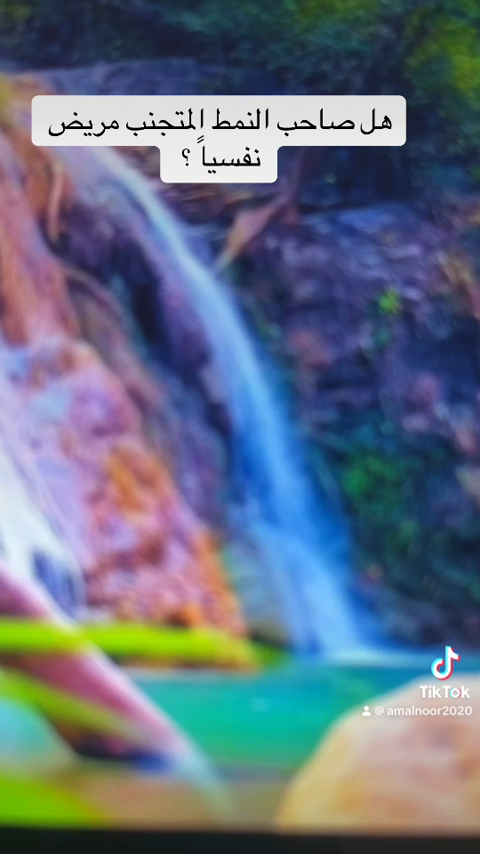 هل صاحب النمط المتجنب مريض
نفسياً ؟
TikTok
@ amalnoor2020